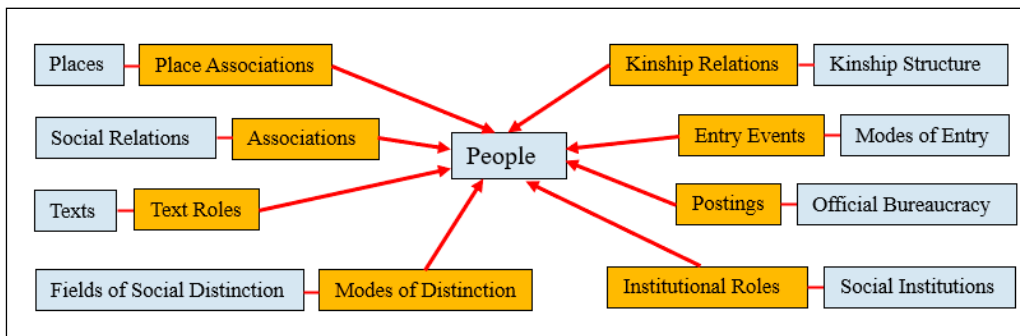 Places
Place Associations
Kinship Relations
Kinship Structure
Social Relations
Associations
People
Entry Events
Modes of Entry
Texts
Text Roles
Postings
Official Bureaucracy
Fields of Social Distinction
Modes of Distinction
Institutional Roles
Social Institutions